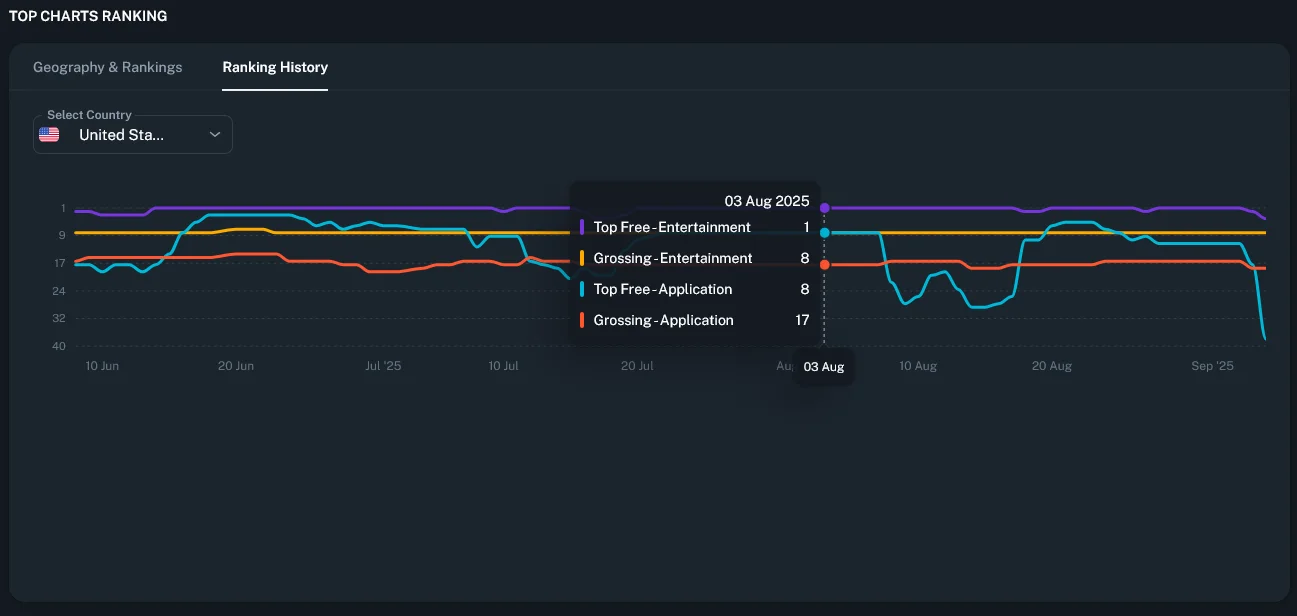 TOP CHARTS RANKING
Geography & Rankings Ranking History
Select Country
United Sta...
03 Aug 2025
Top Free - Entertainment 1
Grossing - Entertainment 8
Top Free - Application 8
Grossing - Application 17
1
9
17
24
32
40
10 Jun 20 Jun Jul '25 10 Jul 20 Jul 03 Aug 10 Aug 20 Aug Sep '25